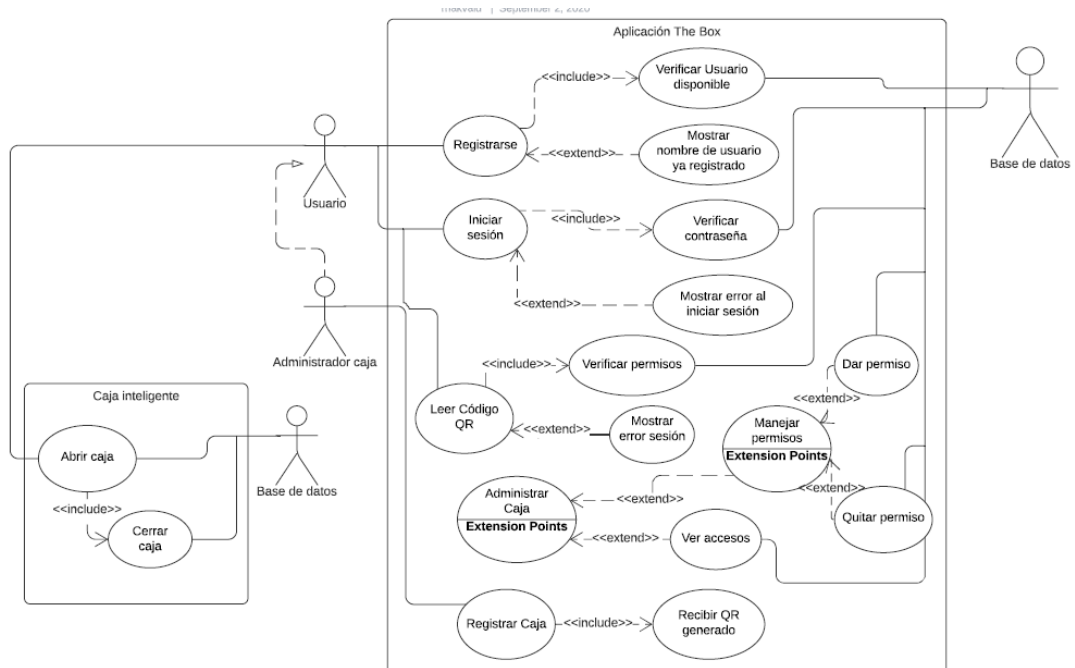 makvald | September 2, 2020
Aplicación The Box
Verificar Usuario
disponible
<<include>>
Registrarse
Mostrar
nombre de usuario
ya registrado
<<extend>>
Base de datos
Usuario
Iniciar
sesión
<<include>>
Verificar
contraseña
<<extend>>
Mostrar error al
iniciar sesión
Administrador caja
<<include>>
Verificar permisos
Dar permiso
<<extend>>
Leer Código
QR
<<extend>>
Mostrar
error sesión
Manejar
permisos
Extension Points
Caja inteligente
Abrir caja
Base de datos
<<include>>
Cerrar
caja
<<extend>>
Quitar permiso
Administrar
Caja
Extension Points
<<extend>>
<<extend>>
Ver accesos
Registrar Caja
<<include>>
Recibir QR
generado